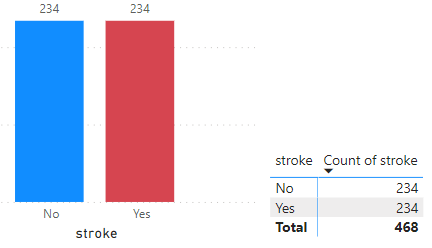 234 234
No Yes
stroke
stroke Count of stroke
No 234
Yes 234
Total 468